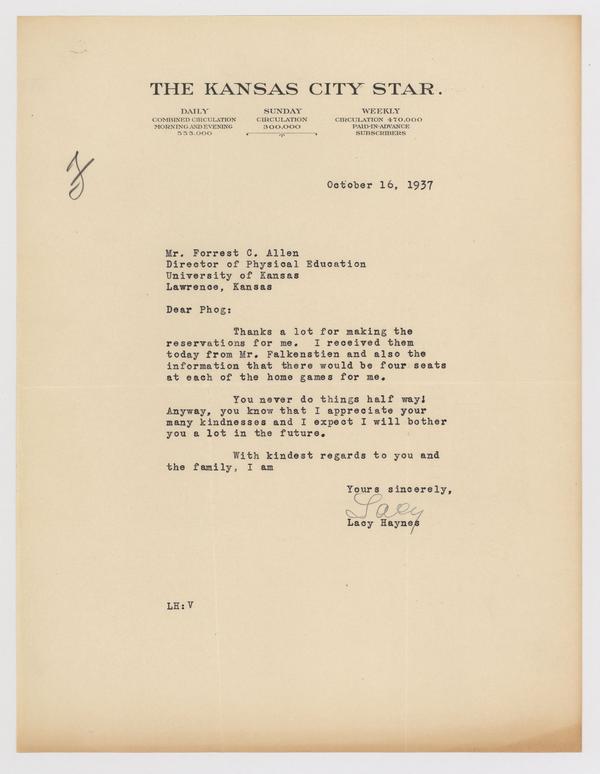 THE KANSAS CITY STAR.
DAILY
COMBINED CIRCULATION
MORNING AND EVENING
553,000
SUNDAY
CIRCULATION
300,000
WEEKLY
CIRCULATION 470,000
PAID-IN-ADVANCE
SUBSCRIBERS
October 16, 1937
Mr. Forrest C. Allen
Director of Physical Education
University of Kansas
Lawrence, Kansas
Dear Phog:
Thanks a lot for making the
reservations for me. I received them
today from Mr. Falkenstien and also the
information that there would be four seats
at each of the home games for me.
You never do things half way!
Anyway, you know that I appreciate your
many kindnesses and I expect I will bother
you a lot in the future.
With kindest regards to you and
the family, I am
Yours sincerely,
Lacy
Lacy Haynes
LH:V